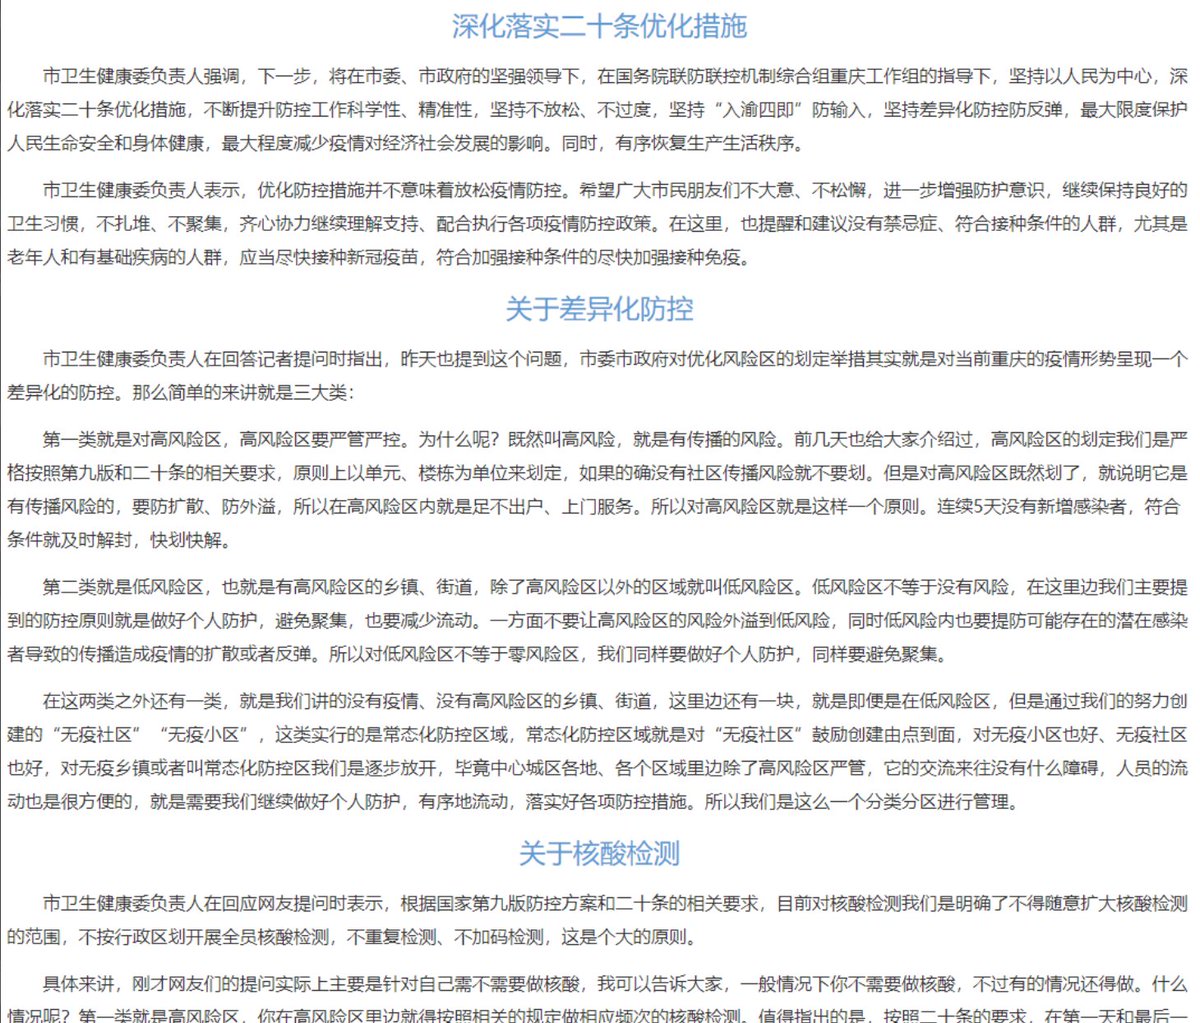 深化落实二十条优化措施
市卫生健康委负责人强调，下一步，将在市委、市政府的坚强领导下，在国务院联防联控机制综合组重庆工作组的指导下，坚持以人民为中心，深
化落实二十条优化措施，不断提升防控工作科学性、精准性，坚持不放松、不过度，坚持“入渝四即”防输入，坚持差异化防控防反弹，最大限度保护
人民生命安全和身体健康，最大程度减少疫情对经济社会发展的影响。同时，有序恢复生产生活秩序。
市卫生健康委负责人表示，优化防控措施并不意味着放松疫情防控。希望广大市民朋友们不大意、不松懈，进一步增强防护意识，继续保持良好的
卫生习惯，不扎堆、不聚集，齐心协力继续理解支持、配合执行各项疫情防控政策。在这里，也提醒和建议没有禁忌症、符合接种条件的人群，尤其是
老年人和有基础疾病的人群，应当尽快接种新冠疫苗，符合加强接种条件的尽快加强接种免疫。
关于差异化防控
市卫生健康委负责人在回答记者提问时指出，昨天也提到这个问题，市委市政府对优化风险区的划定举措其实就是对当前重庆的疫情形势呈现一个
差异化的防控。那么简单的来讲就是三大类：
第一类就是对高风险区，高风险区要严管严控。为什么呢？既然叫高风险，就是有传播的风险。前几天也给大家介绍过，高风险区的划定我们是严
格按照第九版和二十条的相关要求，原则上以单元、楼栋为单位来划定，如果的确没有社区传播风险就不要划。但是对高风险区既然划了，就说明它是
有传播风险的，要防扩散、防外溢，所以在高风险区内就是足不出户、上门服务。所以对高风险区就是这样一个原则。连续5天没有新增感染者，符合
条件就及时解封，快划快解。
第二类就是低风险区，也就是有高风险区的乡镇、街道，除了高风险区以外的区域就叫低风险区。低风险区不等于没有风险，在这里边我们主要提
到的防控原则就是做好个人防护，避免聚集，也要减少流动。一方面不要让高风险区的风险外溢到低风险，同时低风险内也要提防可能存在的潜在感染
者导致的传播造成疫情的扩散或者反弹。所以对低风险区不等于零风险区，我们同样要做好个人防护，同样要避免聚集。
在这两类之外还有一类，就是我们讲的没有疫情、没有高风险区的乡镇、街道，这里边还有一块，就是即便是在低风险区，但是通过我们的努力创
建的“无疫社区”“无疫小区”，这类实行的是常态化防控区域，常态化防控区域就是对“无疫社区”鼓励创建由点到面，对无疫小区也好、无疫社区
也好，对无疫乡镇或者叫常态化防控区我们是逐步放开，毕竟中心城区各地、各个区域里边除了高风险区严管，它的交流来往没有什么障碍，人员的流
动也是很方便的，就是需要我们继续做好个人防护，有序地流动，落实好各项防控措施。所以我们是这么一个分类分区进行管理。
关于核酸检测
市卫生健康委负责人在回应网友提问时表示，根据国家第九版防控方案和二十条的相关要求，目前对核酸检测我们是明确了不得随意扩大核酸检测
的范围，不按行政区划开展全员核酸检测，不重复检测、不加码检测，这是个大的原则。
具体来讲，刚才网友们的提问实际上主要是针对自己需不需要做核酸，我可以告诉大家，一般情况下你不需要做核酸，不过有的情况还得做。什么
情况呢？第一类就是高风险区，你在高风险区里边就得按照相关的规定做相应频次的核酸检测。值得指出的是，按照二十条的要求，在第一天和最后一